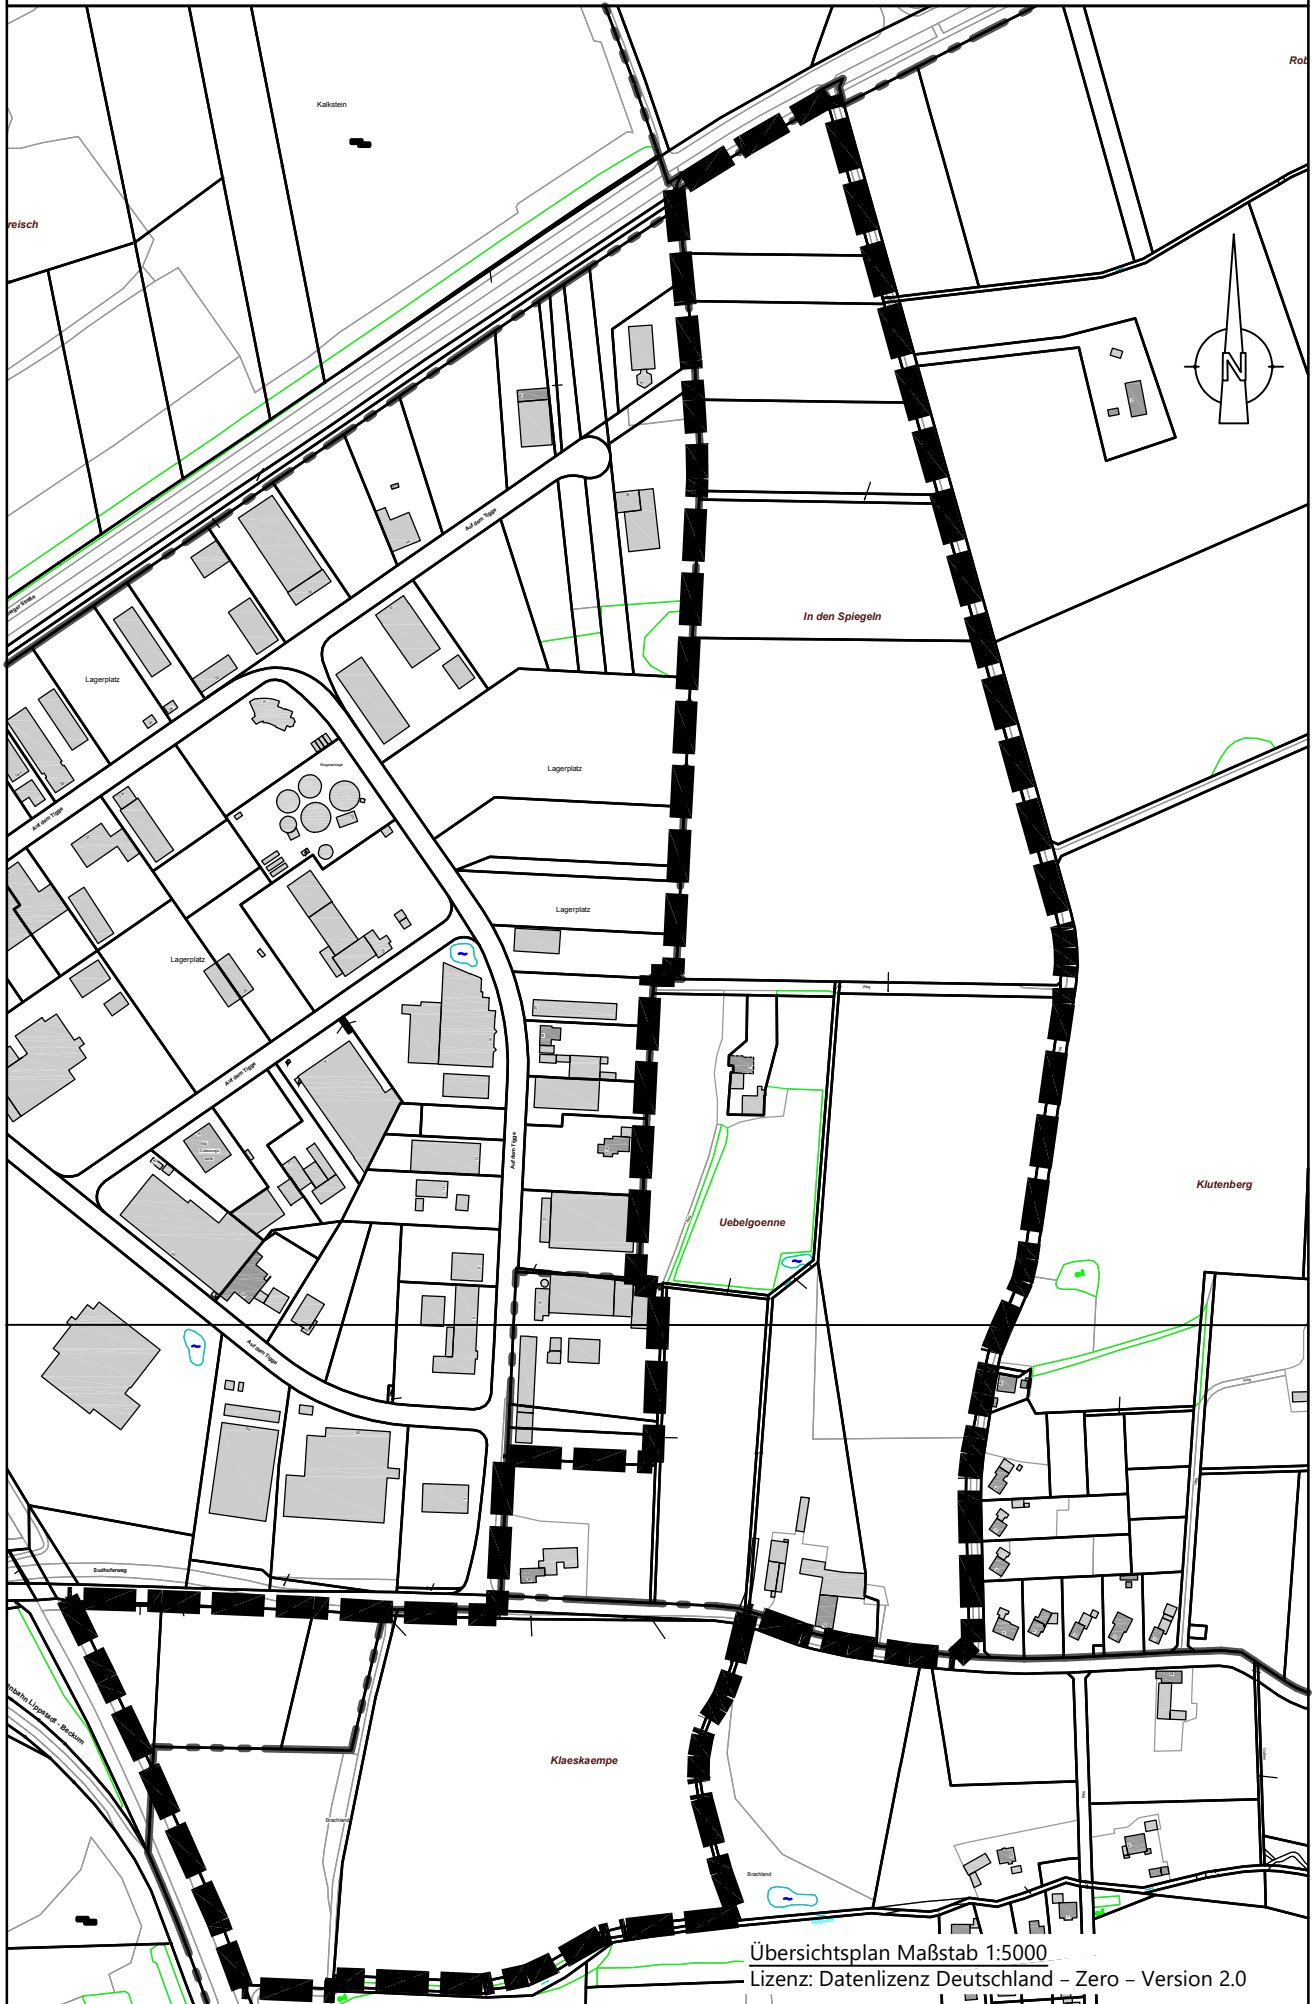 Kalkstein
reisch
N
Auf dem Tigge
In den Spiegeln
Lagerplatz
Lagerplatz
Auf dem Tigge
Lagerplatz
Lagerplatz
Auf dem Tigge
Auf dem Tigge
Klutenberg
Uebelgoenne
Auf dem Tigge
Sudhoferweg
Klaeskaempe
Brachland
Brachland
Übersichtsplan Maßstab 1:5000
Lizenz: Datenlizenz Deutschland – Zero – Version 2.0